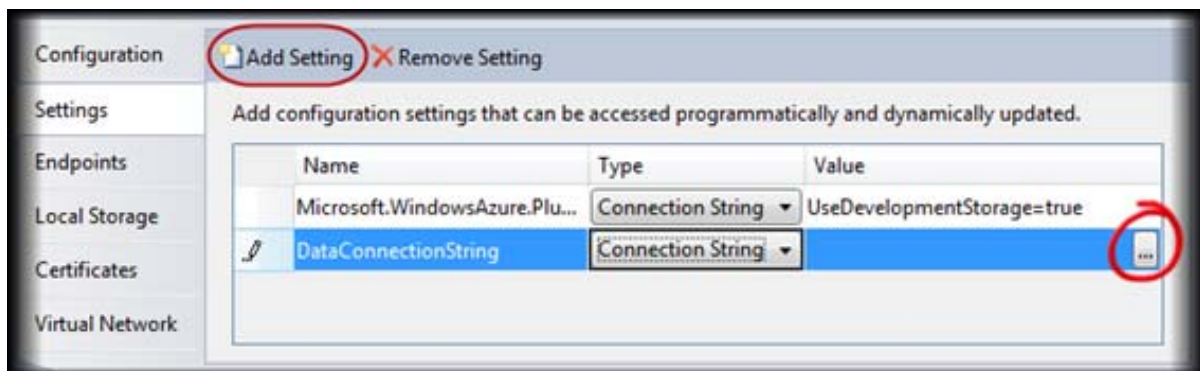 Configuration
Add Setting Remove Setting
Settings
Add configuration settings that can be accessed programmatically and dynamically updated.
Endpoints
Name Type Value
Local Storage
Microsoft.WindowsAzure.Plu... Connection String UseDevelopmentStorage=true
DataConnectionString Connection String ...
Certificates
Virtual Network